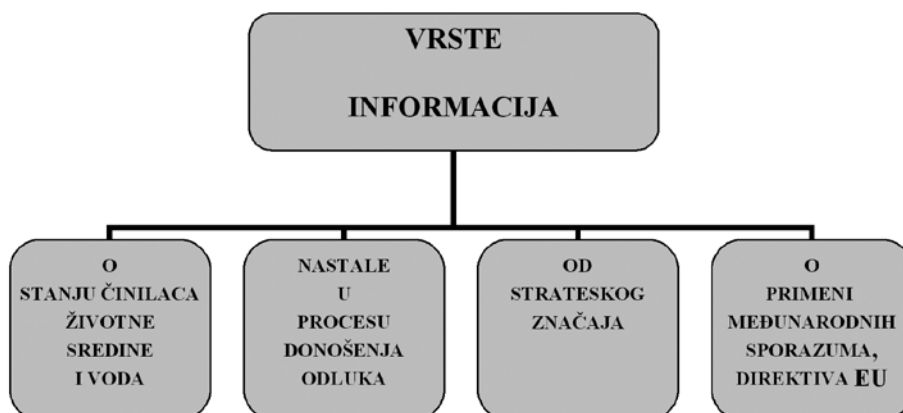 VRSTE
INFORMACIJA
O
STANJU ČINILACA
ŽIVOTNE
SREDINE
I VODA
NASTALE
U
PROCESU
DONOŠENJA
ODLUKA
OD
STRATESKOG
ZNAČAJA
O
PRIMENI
MEĐUNARODNIH
SPORAZUMA,
DIREKTIVA EU